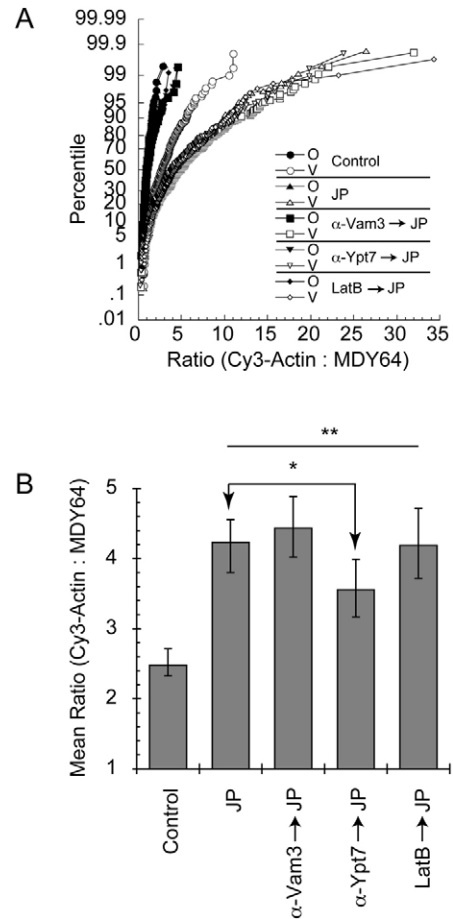 A
99.99
99.9
99
95
90
80
70
50
30
20
10
5
1
.1
.01
Percentile
0 5 10 15 20 25 30 35
Ratio (Cy3-Actin : MDY64)
O
V
Control
O
V
JP
O
V
α-Vam3 → JP
O
V
α-Ypt7 → JP
O
V
LatB → JP
B
**
*
5
4
3
2
1
Mean Ratio (Cy3-Actin : MDY64)
Control
JP
α-Vam3 → JP
α-Ypt7 → JP
LatB → JP